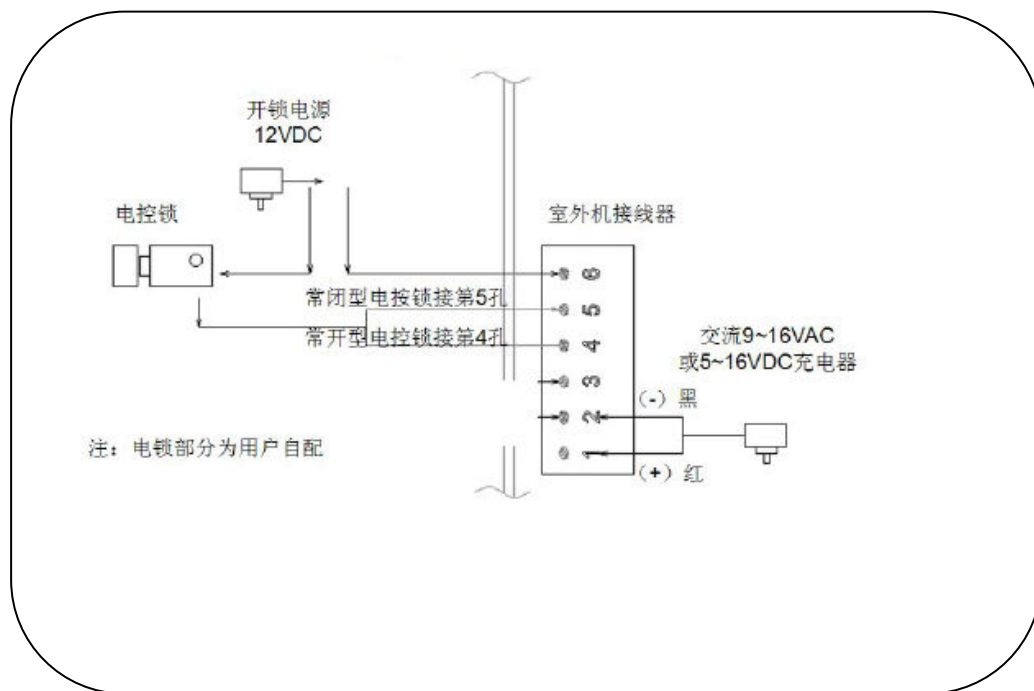 开锁电源
12VDC
电控锁
室外机接线器
6
常闭型电按锁接第5孔
5
常开型电控锁接第4孔
4
交流9~16VAC
或5~16VDC充电器
3
(-) 黑
2
注：电锁部分为用户自配
1
(+) 红